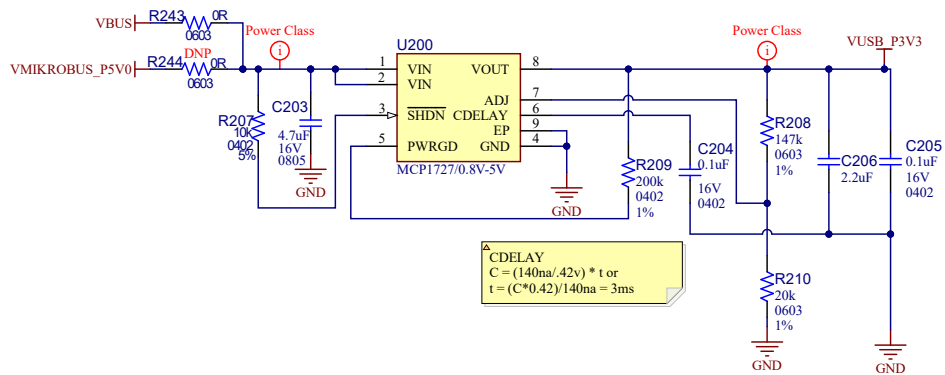 VBUS
R243
0R
0603
VMIKROBUS_P5V0
DNP
R244
0R
0603
Power Class
i
R207
10k
0402
5%
C203
4.7uF
16V
0805
GND
U200
1
VIN
2
VIN
3
SHDN
5
PWRGD
VOUT
8
ADJ
7
CDELAY
6
EP
9
GND
4
MCP1727/0.8V-5V
GND
R209
200k
0402
1%
C204
0.1uF
16V
0402
Power Class
i
R208
147k
0603
1%
VUSB_P3V3
C206
2.2uF
C205
0.1uF
16V
0402
R210
20k
0603
1%
GND
GND
CDELAY
C = (140na/.42v) * t or
t = (C*0.42)/140na = 3ms